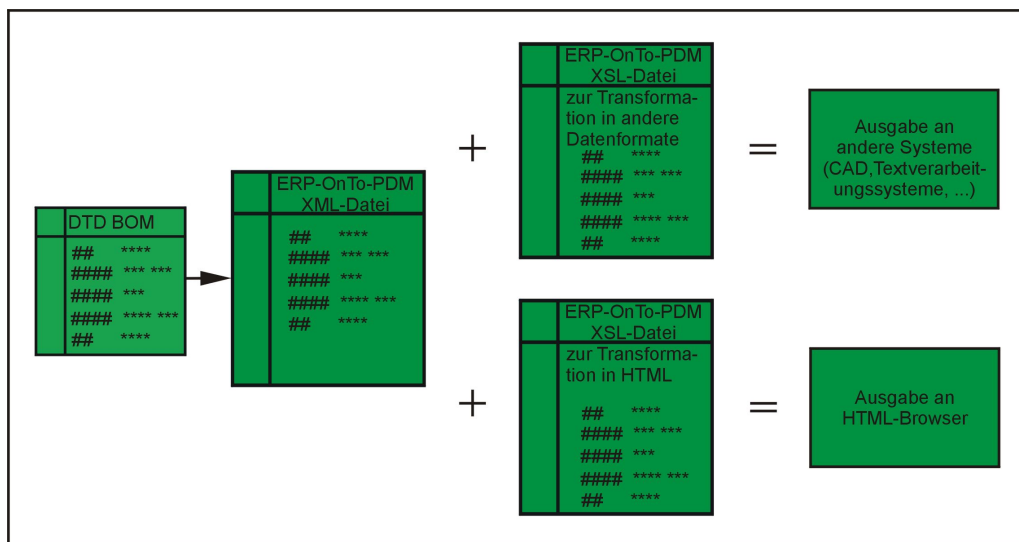 DTD BOM
## ****
#### *** ***
#### ***
#### **** ***
## ****
ERP-OnTo-PDM
XML-Datei
## ****
#### *** ***
#### ***
#### **** ***
## ****
+
ERP-OnTo-PDM
XSL-Datei
zur Transforma-
tion in andere
Datenformate
## ****
#### *** ***
#### ***
#### **** ***
## ****
=
Ausgabe an
andere Systeme
(CAD,Textverarbeit-
ungssysteme, ...)
+
ERP-OnTo-PDM
XSL-Datei
zur Transforma-
tion in HTML
## ****
#### *** ***
#### ***
#### **** ***
## ****
=
Ausgabe an
HTML-Browser